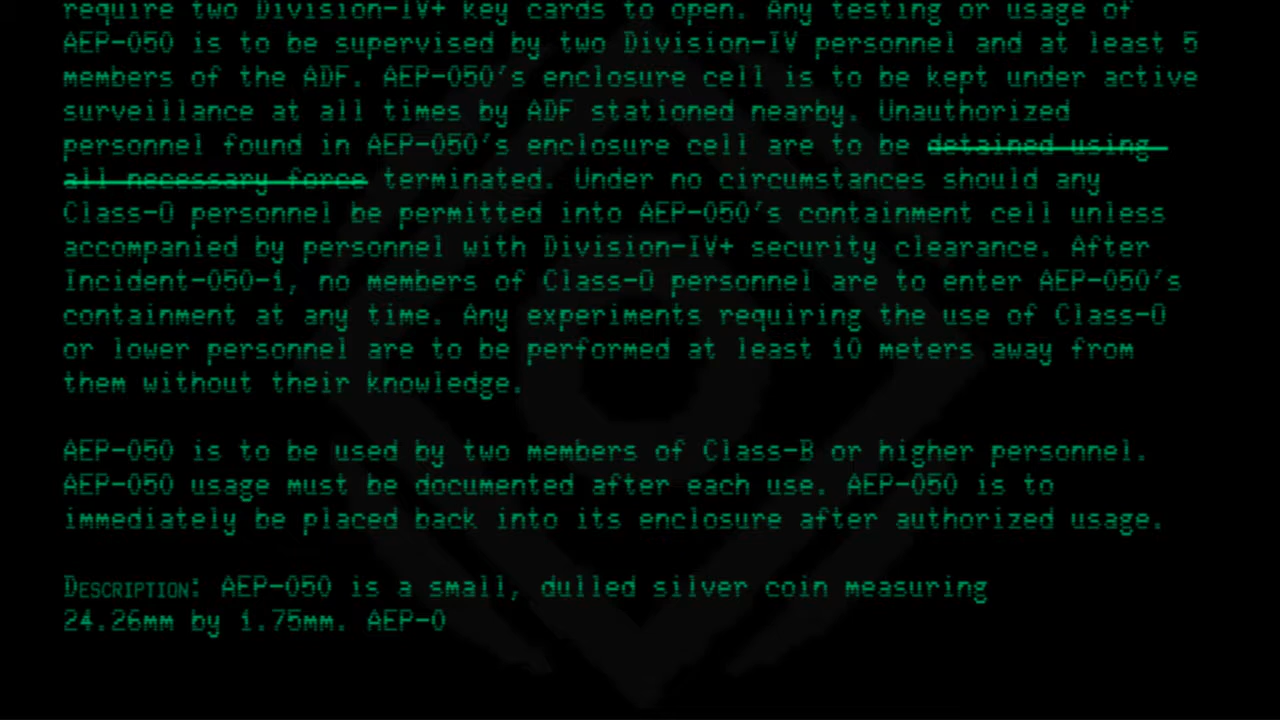 require two Division-IV+ key cards to open. Any testing or usage of
AEP-050 is to be supervised by two Division-IV personnel and at least 5
members of the ADF. AEP-050's enclosure cell is to be kept under active
surveillance at all times by ADF stationed nearby. Unauthorized
personnel found in AEP-050's enclosure cell are to be detained using
all necessary force terminated. Under no circumstances should any
Class-O personnel be permitted into AEP-050's containment cell unless
accompanied by personnel with Division-IV+ security clearance. After
Incident-050-1, no members of Class-O personnel are to enter AEP-050's
containment at any time. Any experiments requiring the use of Class-O
or lower personnel are to be performed at least 10 meters away from
them without their knowledge.
AEP-050 is to be used by two members of Class-B or higher personnel.
AEP-050 usage must be documented after each use. AEP-050 is to
immediately be placed back into its enclosure after authorized usage.
Description: AEP-050 is a small, dulled silver coin measuring
24.26mm by 1.75mm. AEP-0